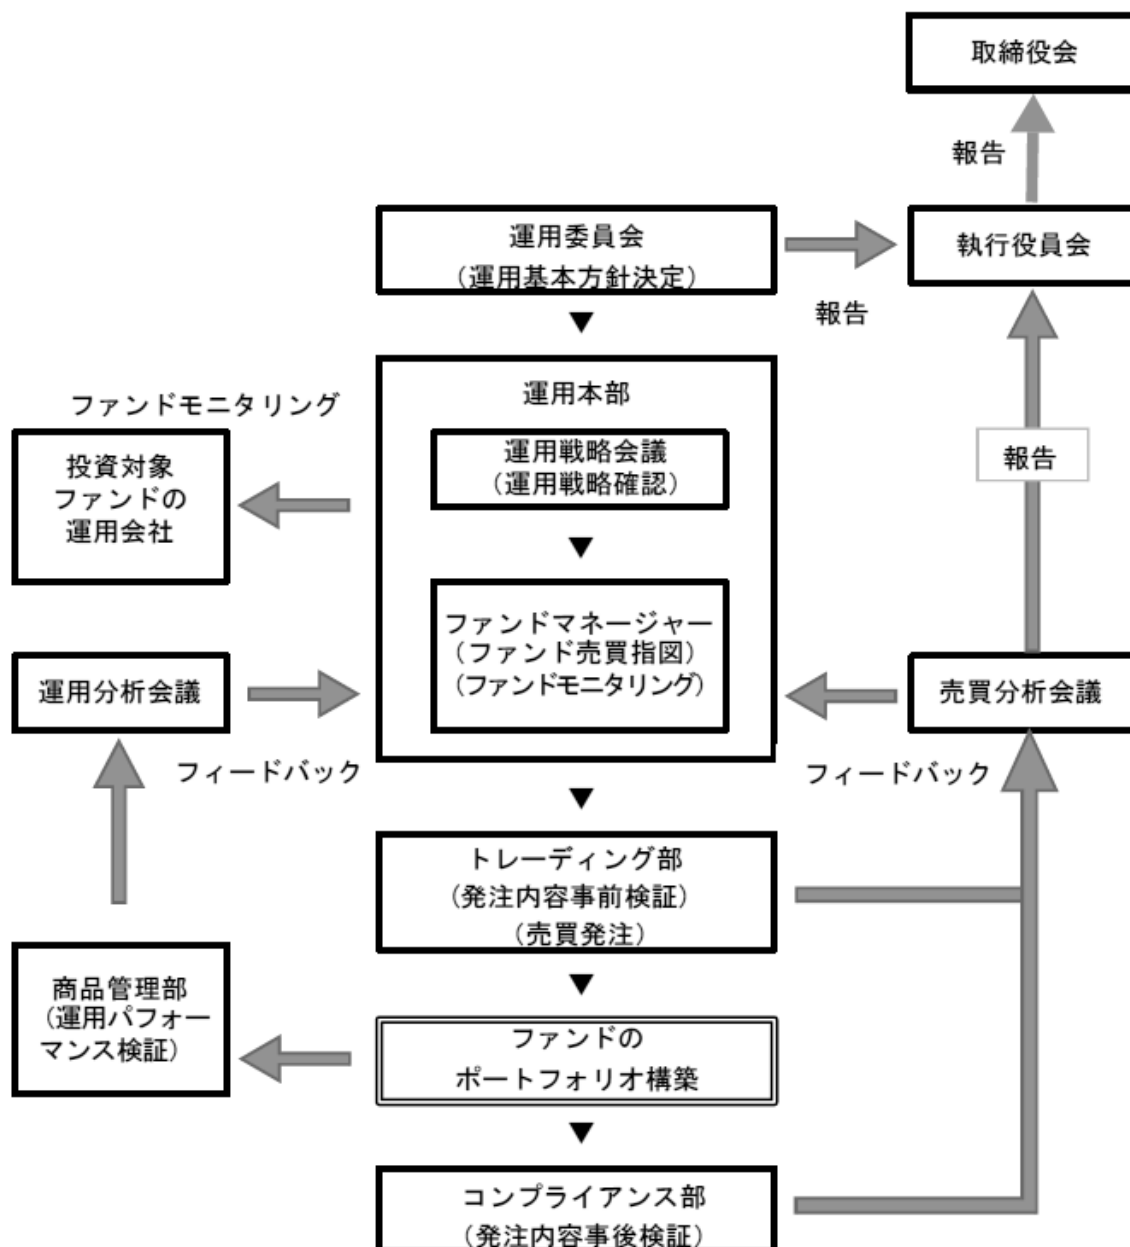 取締役会
報告
運用委員会
(運用基本方針決定)
執行役員会
報告
運用本部
ファンドモニタリング
運用戦略会議
(運用戦略確認)
投資対象
ファンドの
運用会社
報告
ファンドマネージャー
(ファンド売買指図)
(ファンドモニタリング)
運用分析会議
売買分析会議
フィードバック
フィードバック
トレーディング部
(発注内容事前検証)
(売買発注)
商品管理部
(運用パフォー
マンス検証)
ファンドの
ポートフォリオ構築
コンプライアンス部
(発注内容事後検証)